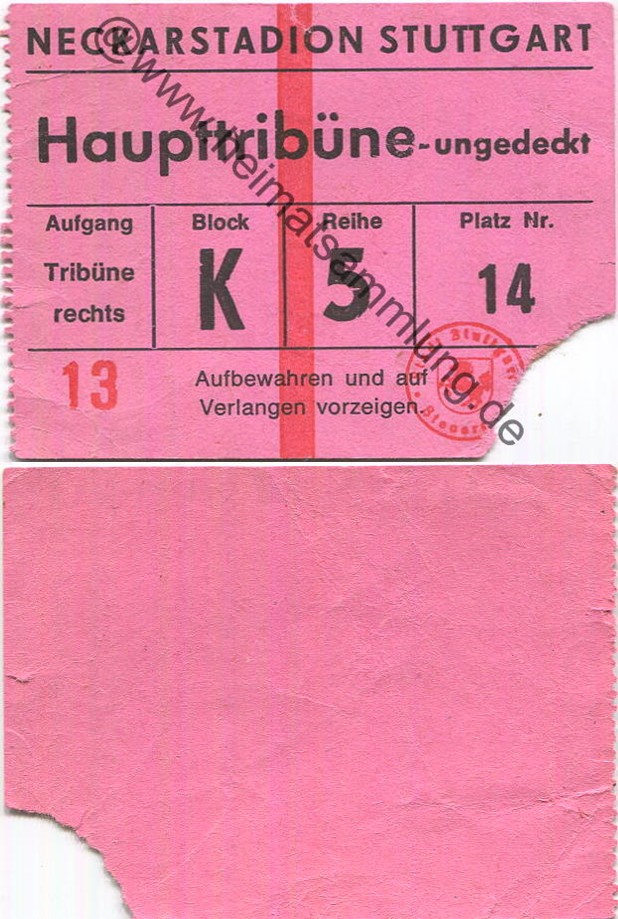 NECKARSTADION STUTTGART
Haupttribüne-ungedeckt
Aufgang Block Reihe Platz Nr.
Tribüne rechts K 5 14
13
Aufbewahren und auf
Verlangen vorzeigen.
Stuttgart
@www.heimatsammlung.de